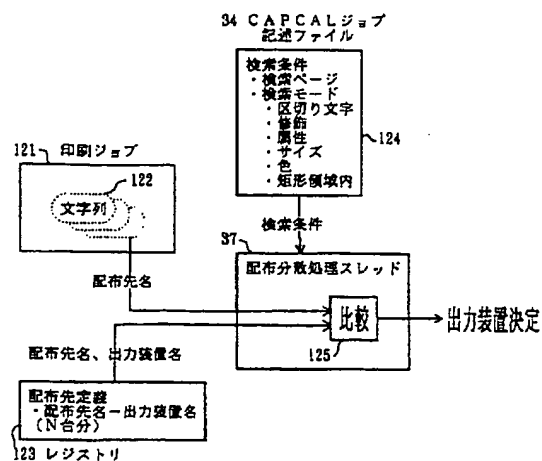 34 CAPCALジョブ
記述ファイル
検索条件
・検索ページ
・検索モード
・区切り文字
・修飾
・属性
・サイズ
・色
・矩形領域内
124
121 印刷ジョブ
122
文字列
検索条件
37
配布分散処理スレッド
配布先名
比較
出力装置決定
125
配布先名、出力装置名
配布先定義
・配布先名－出力装置名
(N台分)
123 レジストリ